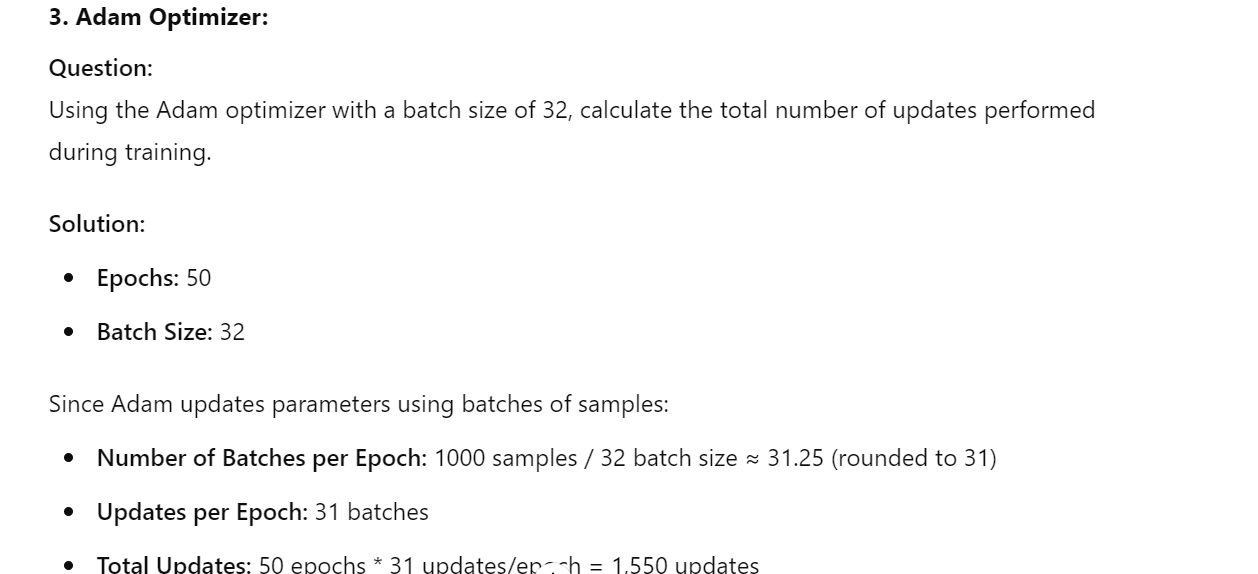 3. Adam Optimizer:
Question:
Using the Adam optimizer with a batch size of 32, calculate the total number of updates performed
during training.
Solution:
• Epochs: 50
• Batch Size: 32
Since Adam updates parameters using batches of samples:
• Number of Batches per Epoch: 1000 samples / 32 batch size ≈ 31.25 (rounded to 31)
• Updates per Epoch: 31 batches
• Total Updates: 50 epochs * 31 updates/epoch = 1,550 updates